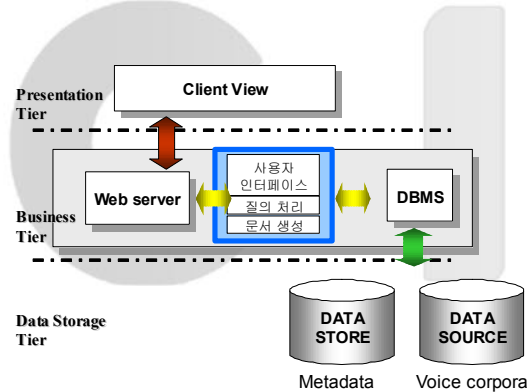 Client View
Presentation
Tier
Web server
사용자
인터페이스
질의 처리
문서 생성
DBMS
Business
Tier
Data Storage
Tier
DATA
STORE
DATA
SOURCE
Metadata
Voice corpora